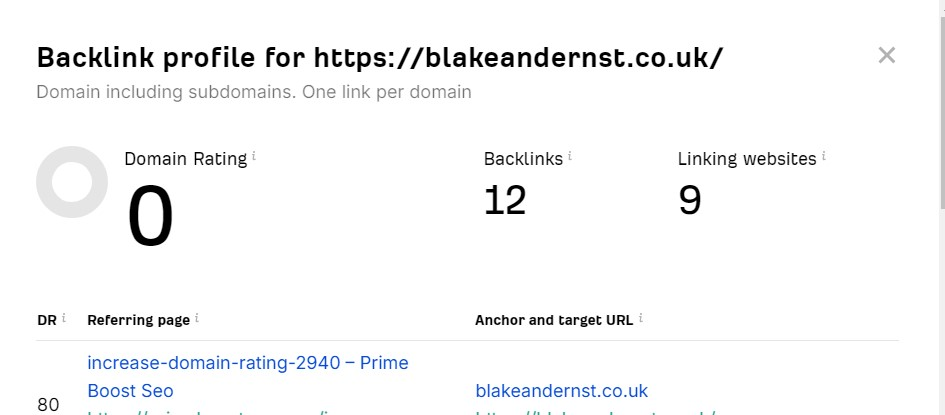 Backlink profile for https://blakeandernst.co.uk/
Domain including subdomains. One link per domain
Domain Rating i Backlinks i Linking websites i
0 12 9
DR i Referring page i Anchor and target URL i
increase-domain-rating-2940 – Prime
Boost Seo blakeandernst.co.uk
80